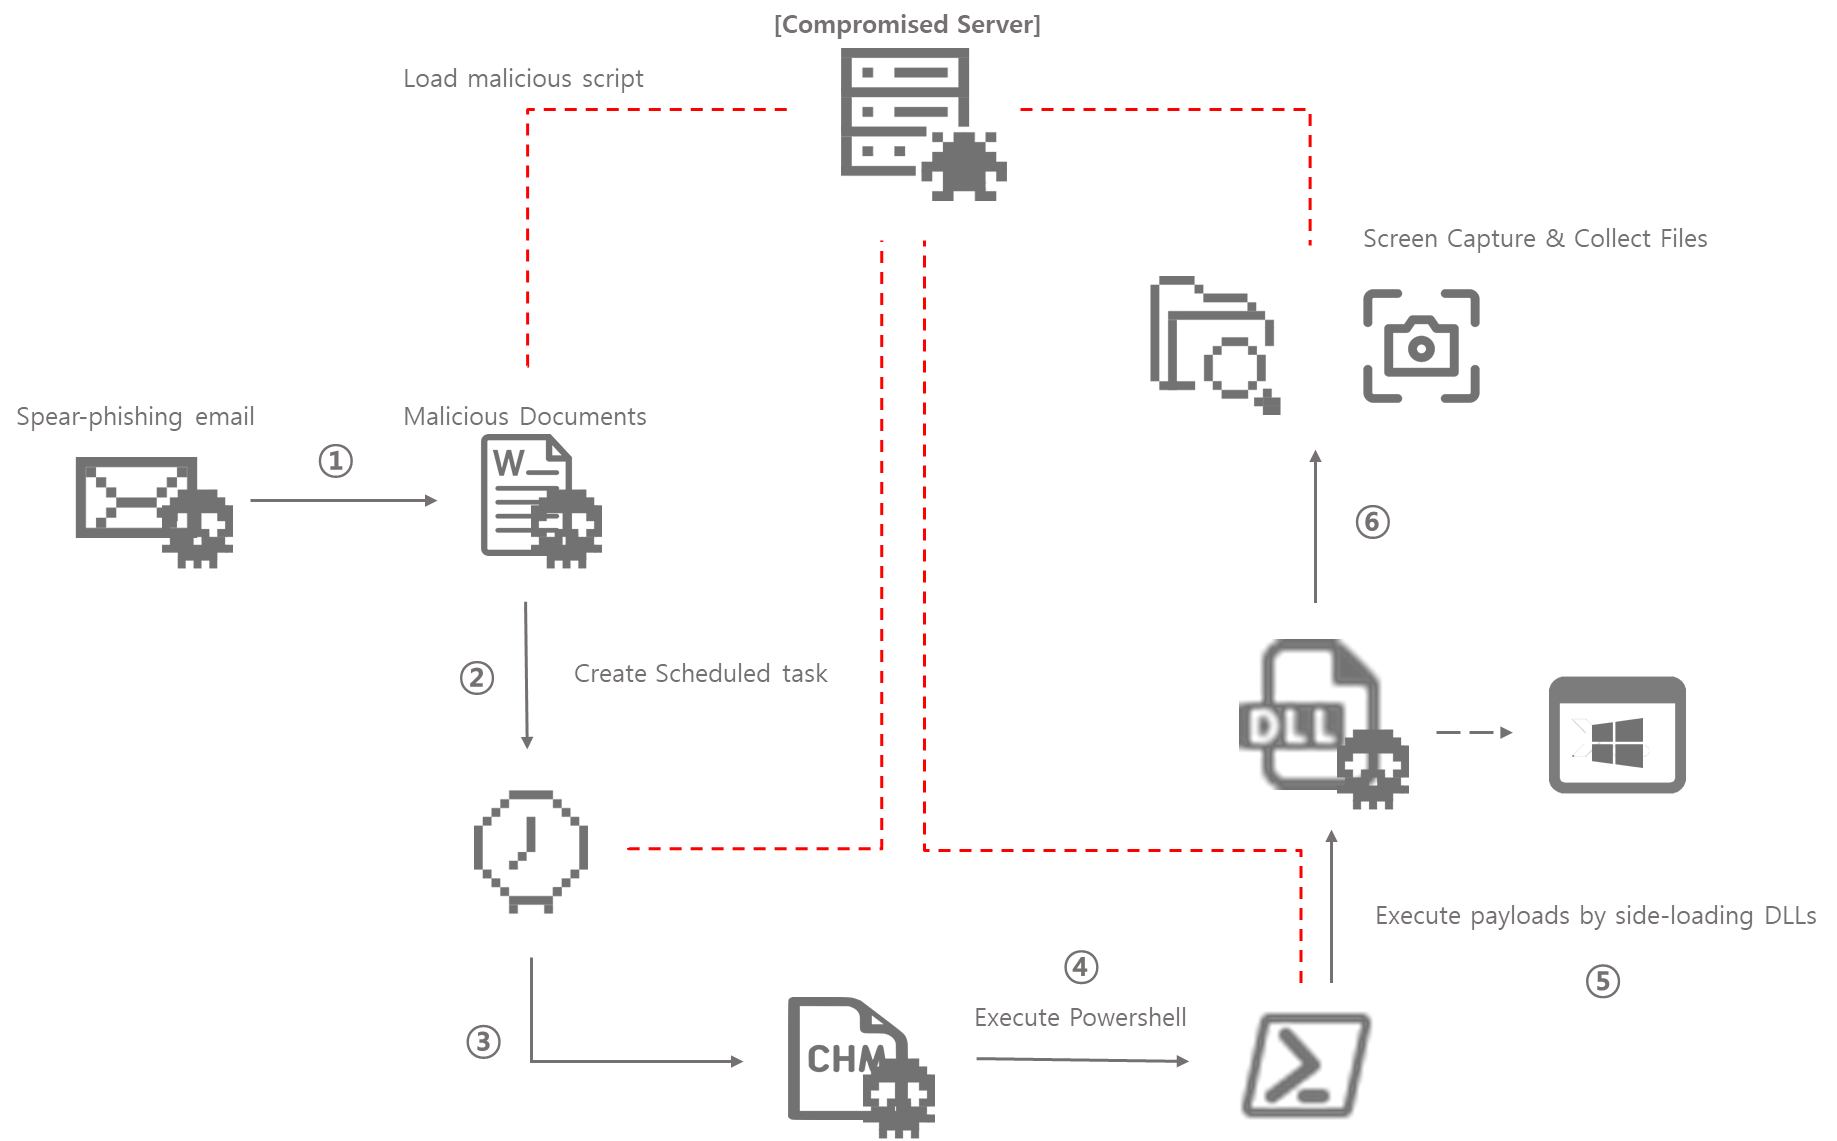 [Compromised Server]
Load malicious script
Screen Capture & Collect Files
Spear-phishing email
①
Malicious Documents
W
②
Create Scheduled task
③
CHM
④
Execute Powershell
Execute payloads by side-loading DLLs
⑤
DLL
⑥